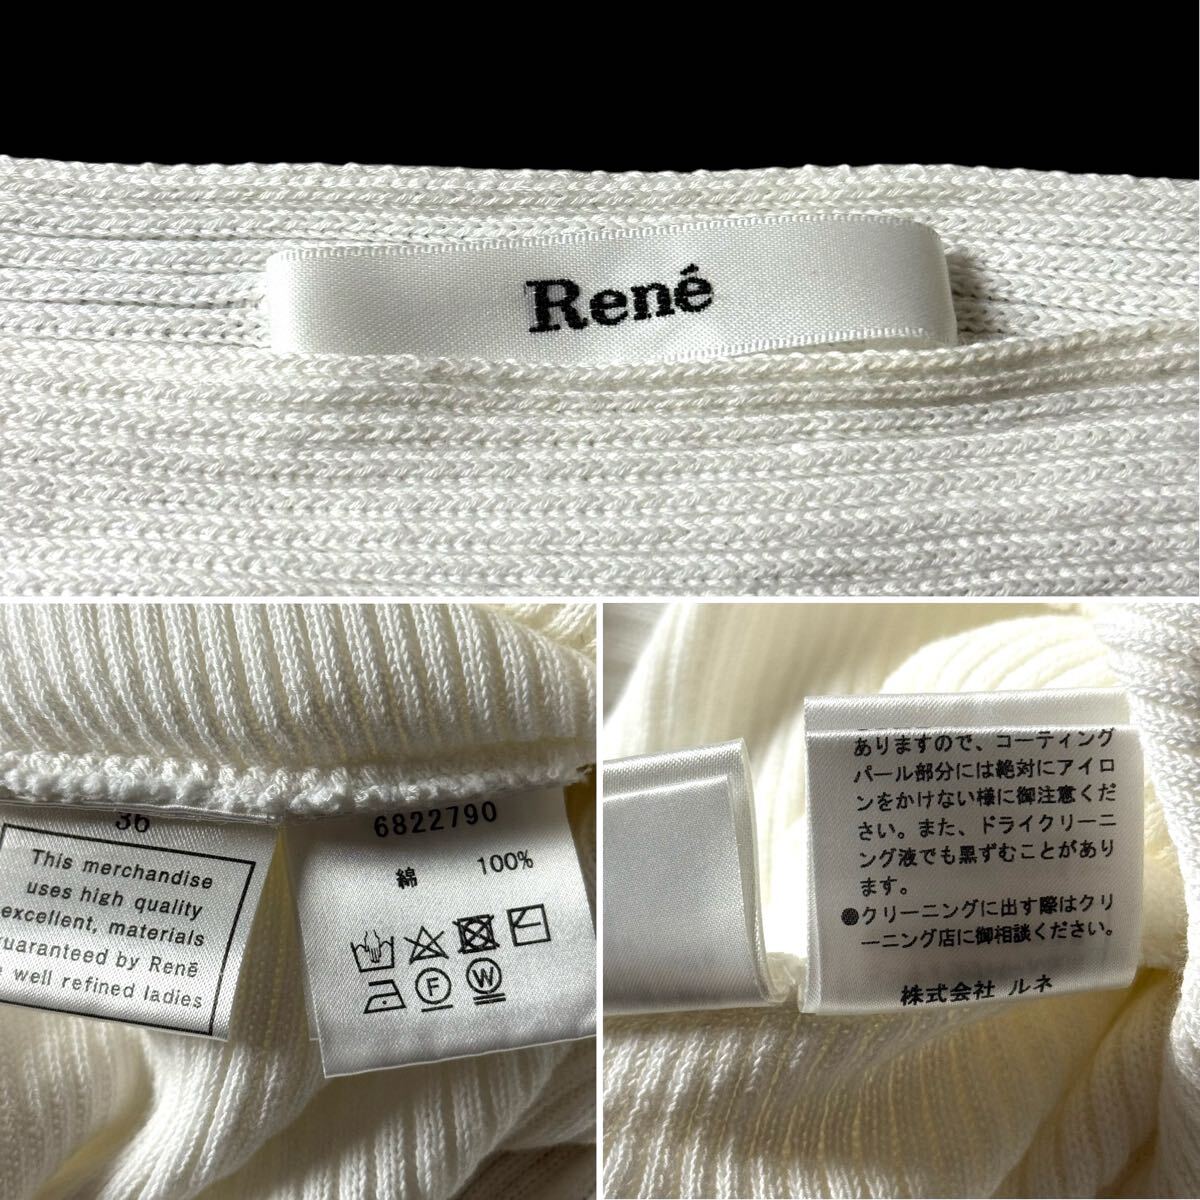 René
36
This merchandise
uses high quality
excellent, materials
guaranteed by René
well refined ladies
6822790
綿 100%
F
W
ありますので、コーティング
パール部分には絶対にアイロ
ンをかけない様に御注意くだ
さい。また、ドライクリーニ
ング液でも黒ずむことがあり
ます。
●クリーニングに出す際はクリ
ーニング店に御相談ください。
株式会社 ルネ